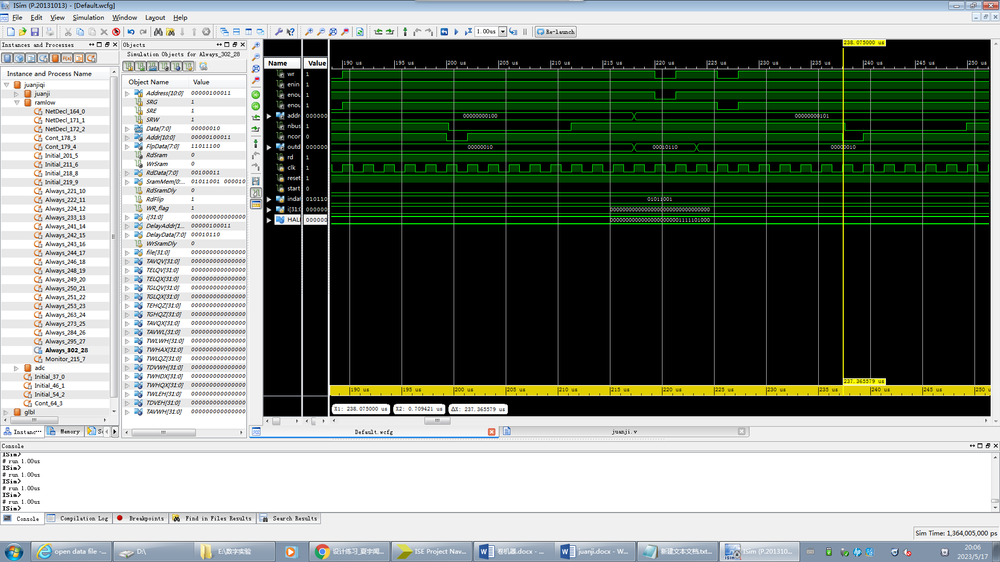 ISim (P.20131013) - [Default.wcfg]
File Edit View Simulation Window Layout Help
1.00us
Re-launch
Instances and Processes
Instance and Process Name
juanjiqi
juanji
ramlow
NetDecl_164_0
NetDecl_171_1
NetDecl_172_2
Cont_178_3
Cont_179_4
Initial_201_5
Initial_211_6
Initial_218_8
Initial_219_9
Always_221_10
Always_222_11
Always_224_12
Always_233_13
Always_241_14
Always_242_15
Always_243_16
Always_244_17
Always_246_18
Always_248_19
Always_249_20
Always_250_21
Always_251_22
Always_253_23
Always_263_24
Always_273_25
Always_284_26
Always_295_27
Always_302_28
Monitor_215_7
adc
Initial_37_0
Initial_46_1
Initial_54_2
Cont_64_3
glbl
Instanc···
Memory
Objects
Simulation Objects for Always_302_28
Object Name Value
Address[10:0] 00000100011
SRG 1
SRE 1
SRW 1
Data[7:0] 00000010
Addr[10:0] 00000100011
FlpData[7:0] 11011100
RdSram 0
WrSram 0
RdData[7:0] 00100011
SramMem[0:... 01011001 000010
RdSramDly 0
RdFlip 1
WR_flag 1
i[31:0] 000000000000000
DelayAddr[1... 00000100011
DelayData[7:0] 00010110
WrSramDly 0
file[31:0] 000000000000000
TAVQV[31:0] 000000000000000
TELQV[31:0] 000000000000000
TELQX[31:0] 000000000000000
TGLQV[31:0] 000000000000000
TGLQX[31:0] 000000000000000
TEHQZ[31:0] 000000000000000
TGHQZ[31:0] 000000000000000
TAVQX[31:0] 000000000000000
TAVWL[31:0] 000000000000000
TWLWH[31:0] 000000000000000
TWHAX[31:0] 000000000000000
TWLQZ[31:0] 000000000000000
TDVWH[31:0] 000000000000000
TWHDX[31:0] 000000000000000
TWHQX[31:0] 000000000000000
TWLEH[31:0] 000000000000000
TDVEH[31:0] 000000000000000
TAVWH[31:0] 000000000000000
Name Value
wr 1
enin 1
enou 1
enou 1
addr 000000
nbus 1
ncon 0
outd 000000
rd 1
clk 1
reset 1
start 0
indat 010110
i[31:0 000000
HALF 000000
238.075000 us
190 us 195 us 200 us 205 us 210 us 215 us 220 us 225 us 230 us 235 us 240 us 245 us 250 us
00000000100 00000000101
00000010 00010110 00000010
01011001
00000000000000000000000000000000
00000000000000000000001111101000
237.365579 us
190 us 195 us 200 us 205 us 210 us 215 us 220 us 225 us 230 us 235 us 240 us 245 us 250 u
X1: 238.075000 us X2: 0.709421 us ΔX: 237.365579 us
Default.wcfg
juanji.v
Console
ISim>
# run 1.00us
ISim>
# run 1.00us
ISim>
# run 1.00us
ISim>
# run 1.00us
ISim>
Console Compilation Log Breakpoints Find in Files Results Search Results
Sim Time: 1,364,005,000 ps
open data file -...
D:\
E:\数字实验
设计练习_夏宇闻...
ISE Project Nav...
卷机器.docx - ...
juanji.docx - W...
新建文本文档.txt...
ISim (P.201310...
20:06
2023/5/17